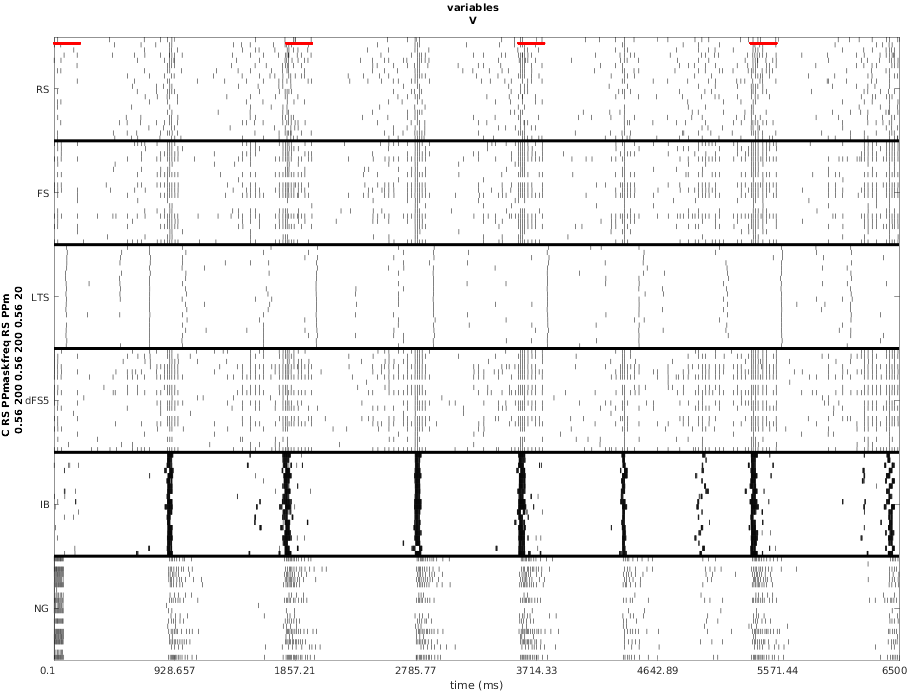 variables
V
C RS PPmaskfreq RS PPm
0.56 200 0.56 200 0.56 20
RS
FS
LTS
dFS5
IB
NG
0.1 928.657 1857.21 2785.77 3714.33 4642.89 5571.44 6500
time (ms)